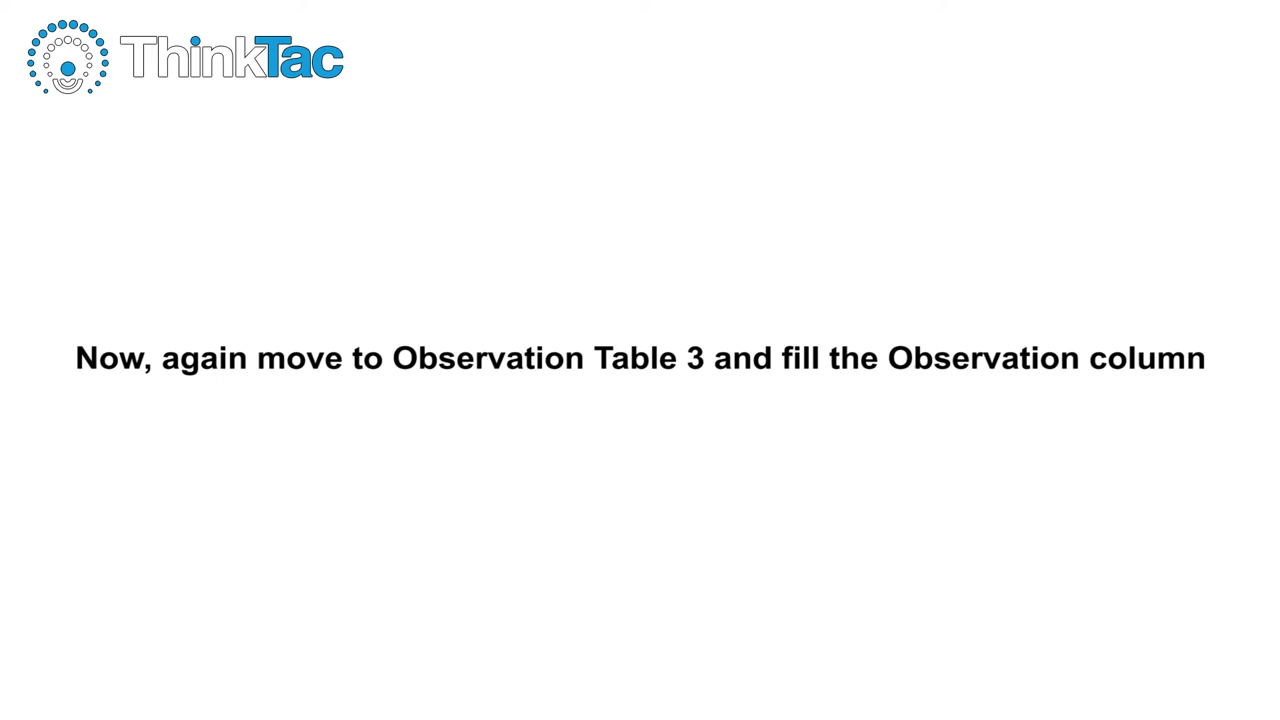 ThinkTac
Now, again move to Observation Table 3 and fill the Observation column